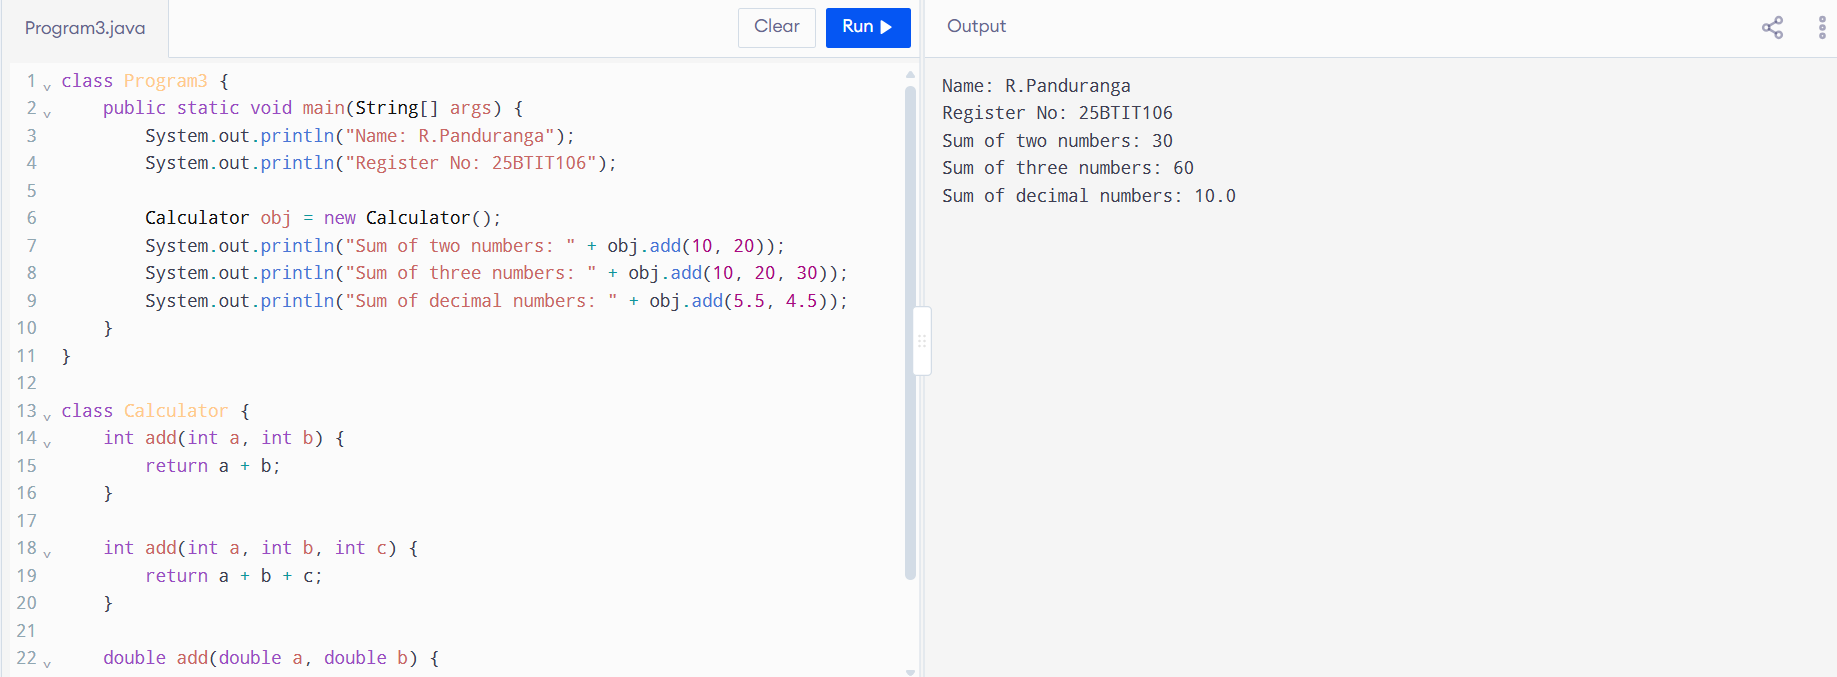 Program3.java
Clear
Run
Output
1 class Program3 {
2     public static void main(String[] args) {
3         System.out.println("Name: R.Panduranga");
4         System.out.println("Register No: 25BTIT106");
5
6         Calculator obj = new Calculator();
7         System.out.println("Sum of two numbers: " + obj.add(10, 20));
8         System.out.println("Sum of three numbers: " + obj.add(10, 20, 30));
9         System.out.println("Sum of decimal numbers: " + obj.add(5.5, 4.5));
10     }
11 }
12
13 class Calculator {
14     int add(int a, int b) {
15         return a + b;
16     }
17
18     int add(int a, int b, int c) {
19         return a + b + c;
20     }
21
22     double add(double a, double b) {
Name: R.Panduranga
Register No: 25BTIT106
Sum of two numbers: 30
Sum of three numbers: 60
Sum of decimal numbers: 10.0